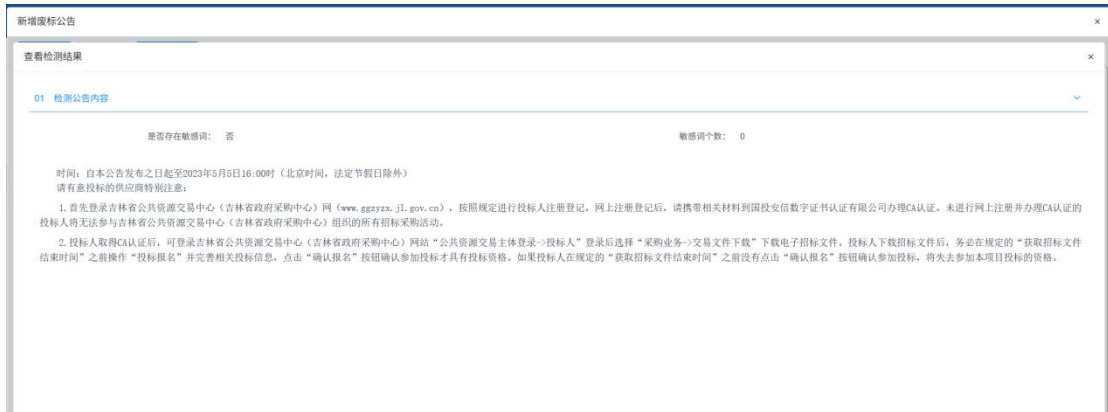 新增废标公告
×
查看检测结果
×
01 检测公告内容
是否存在敏感词： 否 敏感词个数： 0
时间：自本公告发布之日起至2023年5月5日16:00时（北京时间，法定节假日除外）
请有意投标的供应商特别注意：
1.首先登录吉林省公共资源交易中心（吉林省政府采购中心）网（www.ggzyzx.jl.gov.cn），按照规定进行投标人注册登记，网上注册登记后，请携带相关材料到国投安信数字证书认证有限公司办理CA认证。未进行网上注册并办理CA认证的
投标人将无法参与吉林省公共资源交易中心（吉林省政府采购中心）组织的所有招标采购活动。
2.投标人取得CA认证后，可登录吉林省公共资源交易中心（吉林省政府采购中心）网站“公共资源交易主体登录->投标人”登录后选择“采购业务->交易文件下载”下载电子招标文件。投标人下载招标文件后，务必在规定的“获取招标文件
结束时间”之前操作“投标报名”并完善相关投标信息，点击“确认报名”按钮确认参加投标才具有投标资格。如果投标人在规定的“获取招标文件结束时间”之前没有点击“确认报名”按钮确认参加投标，将失去参加本项目投标的资格。